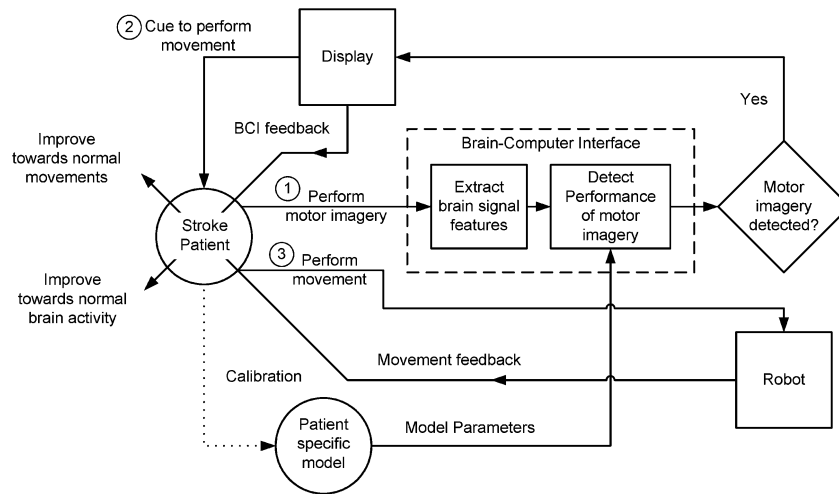 2 Cue to perform
movement
Display
Yes
BCI feedback
Improve
towards normal
movements
Brain-Computer Interface
1 Perform
motor imagery
Extract
brain signal
features
Detect
Performance
of motor
imagery
Motor
imagery
detected?
Stroke
Patient
3 Perform
movement
Improve
towards normal
brain activity
Movement feedback
Robot
Calibration
Patient
specific
model
Model Parameters